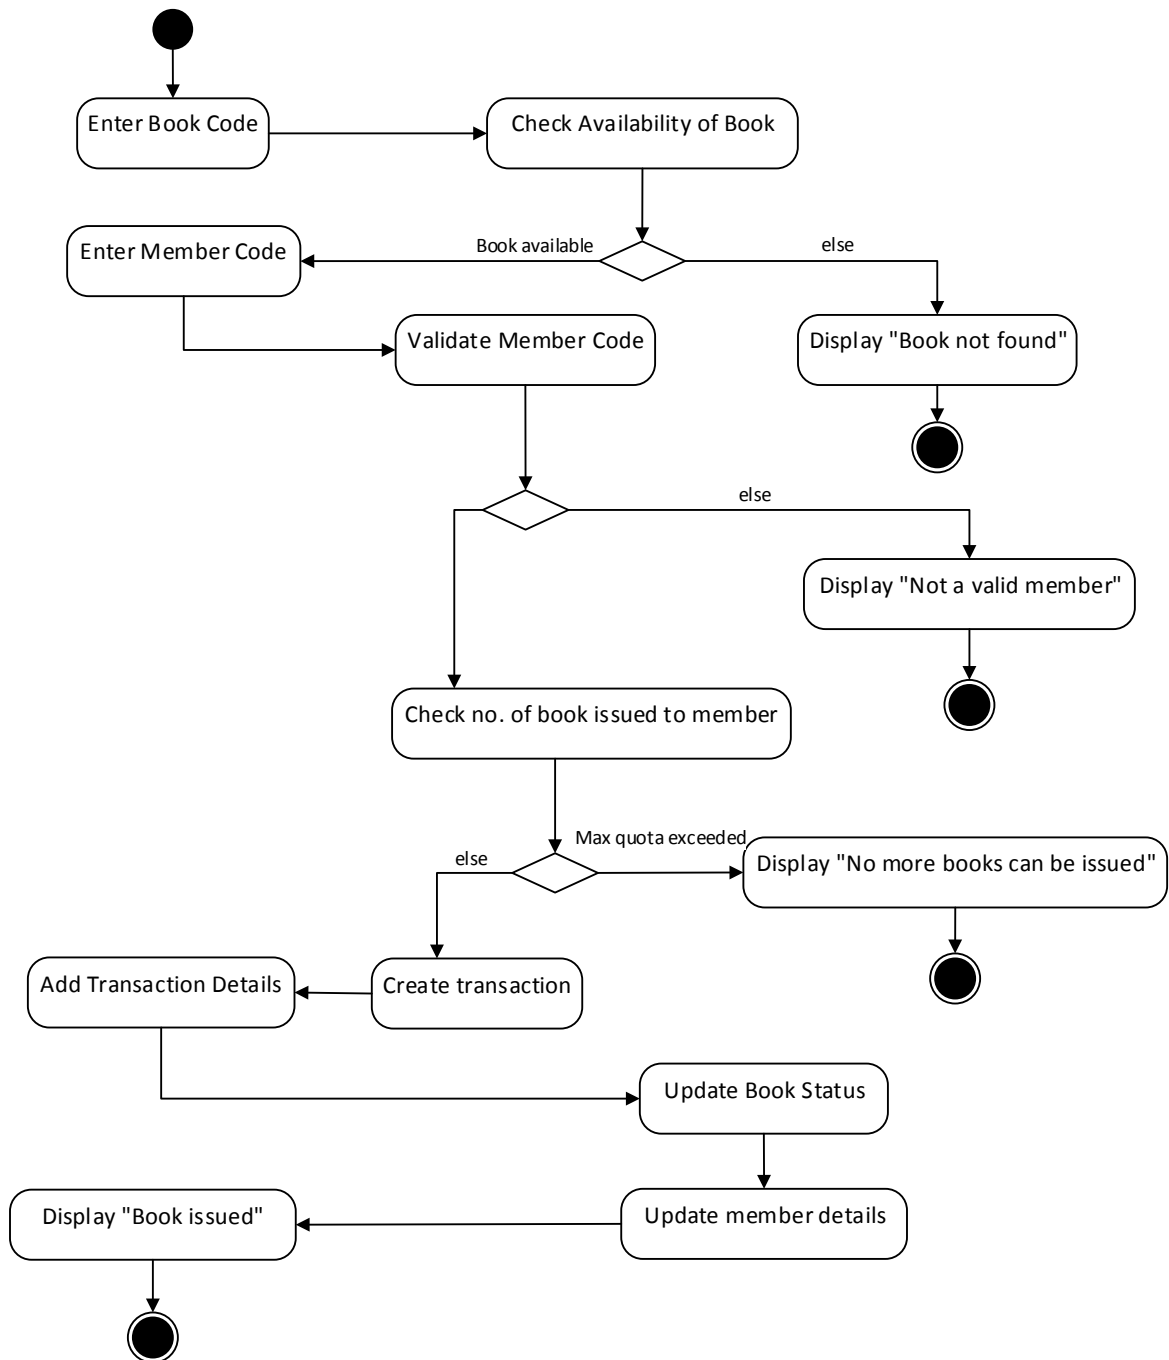 Enter Book Code
Check Availability of Book
Enter Member Code
Book available
else
Validate Member Code
Display "Book not found"
else
Display "Not a valid member"
Check no. of book issued to member
Max quota exceeded
else
Display "No more books can be issued"
Add Transaction Details
Create transaction
Update Book Status
Display "Book issued"
Update member details